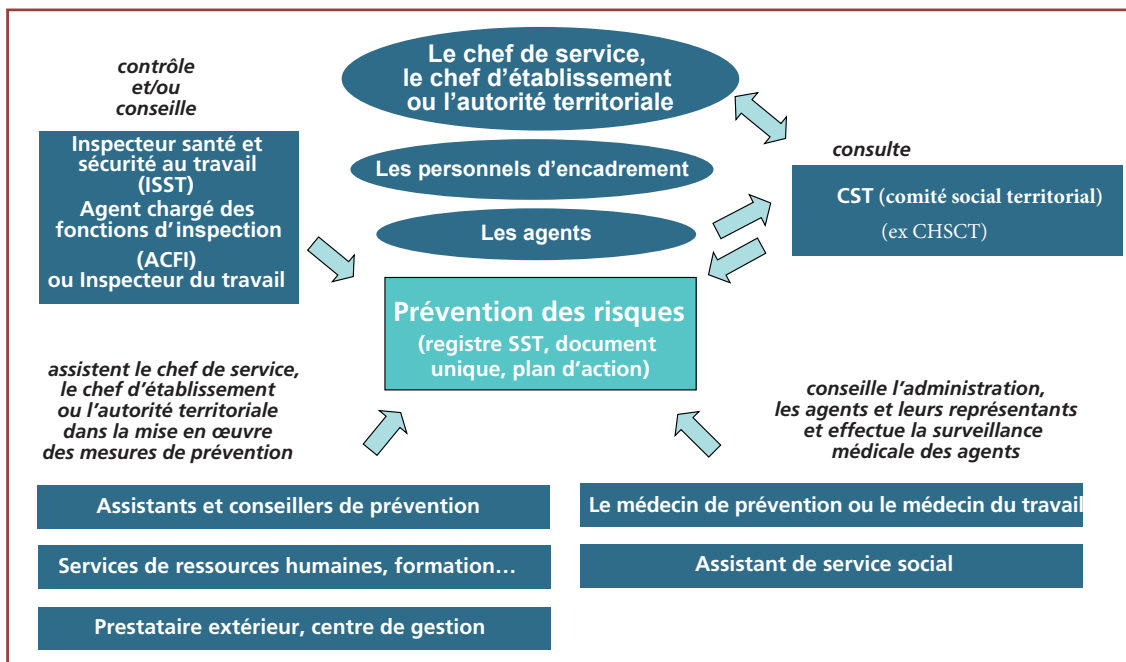 Le chef de service,
le chef d'établissement
ou l'autorité territoriale
contrôle
et/ou
conseille
Inspecteur santé et
sécurité au travail
(ISST)
Agent chargé des
fonctions d'inspection
(ACFI)
ou Inspecteur du travail
Les personnels d'encadrement
Les agents
consulte
CST (comité social territorial)
(ex CHSCT)
Prévention des risques
(registre SST, document
unique, plan d'action)
assistent le chef de service,
le chef d'établissement
ou l'autorité territoriale
dans la mise en œuvre
des mesures de prévention
conseille l'administration,
les agents et leurs représentants
et effectue la surveillance
médicale des agents
Assistants et conseillers de prévention
Services de ressources humaines, formation…
Prestataire extérieur, centre de gestion
Le médecin de prévention ou le médecin du travail
Assistant de service social